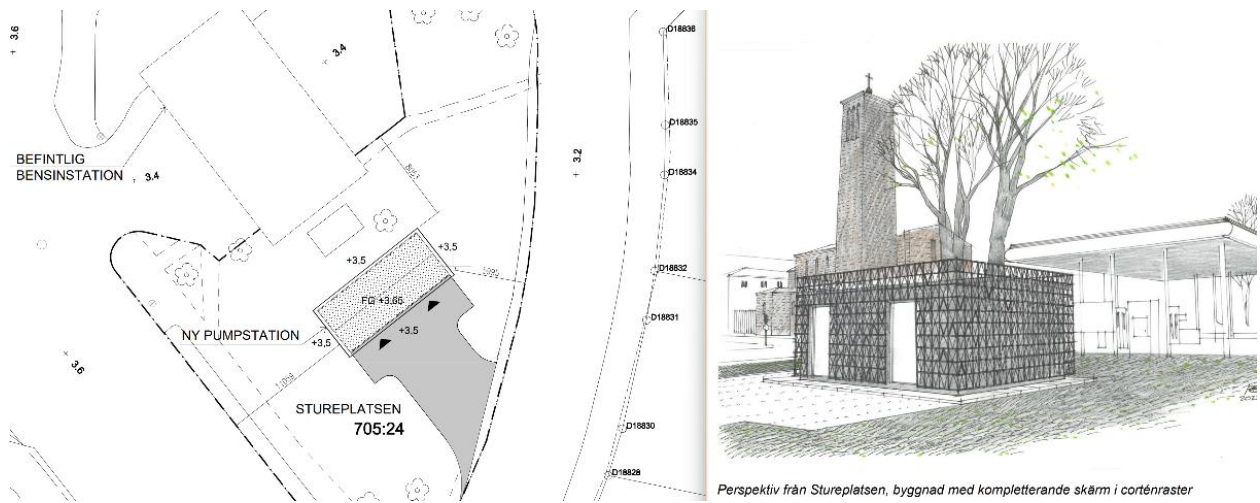 3.6
3.4
D18836
BEFINTLIG
BENSINSTATION
3.4
D18835
3.2
D18834
+3,5
+3,5
FG +3.65
D18832
NY PUMPSTATION
+3,5
+3,5
D18831
3.6
STUREPLATSEN
705:24
D18830
D18828
Perspektiv från Stureplatsen, byggnad med kompletterande skärm i corténraster